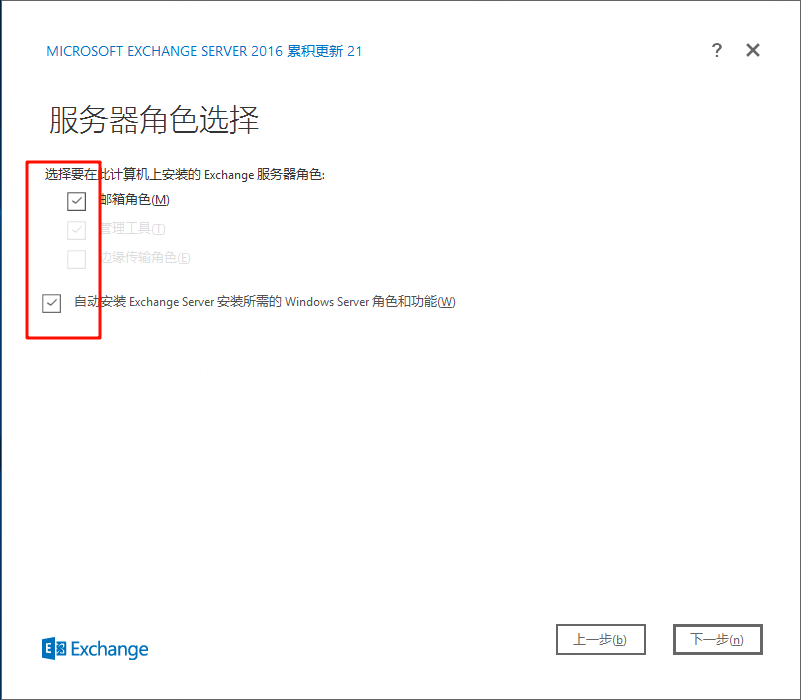 MICROSOFT EXCHANGE SERVER 2016 累积更新 21
?
服务器角色选择
选择要在此计算机上安装的 Exchange 服务器角色:
邮箱角色(M)
管理工具(T)
边缘传输角色(E)
自动安装 Exchange Server 安装所需的 Windows Server 角色和功能(W)
Exchange
上一步(b)
下一步(n)